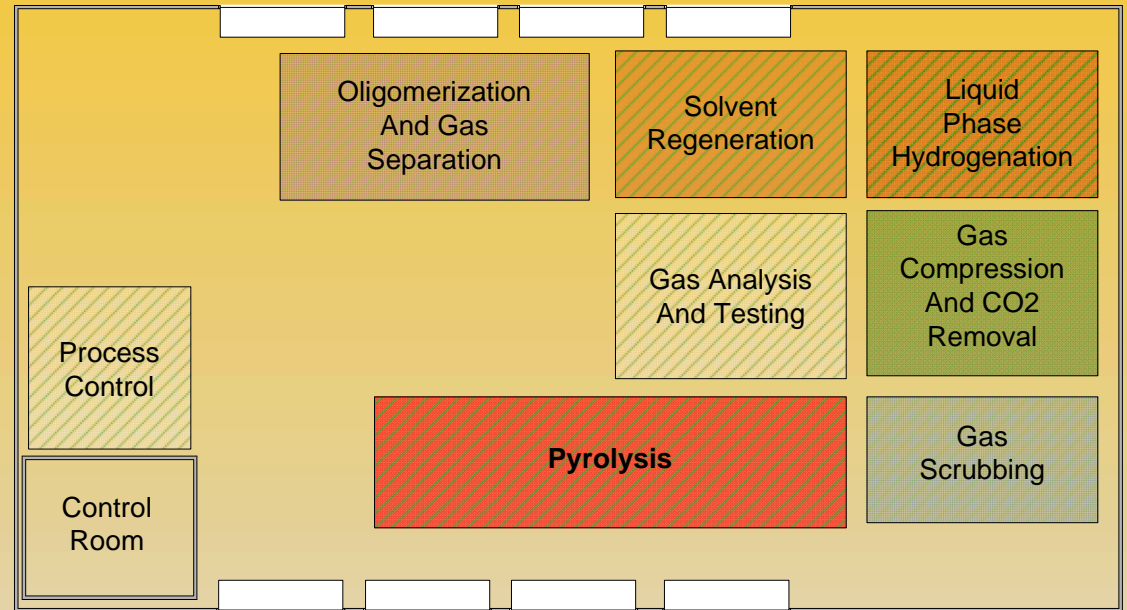 Oligomerization
And Gas
Separation
Solvent
Regeneration
Liquid
Phase
Hydrogenation
Gas Analysis
And Testing
Gas
Compression
And CO2
Removal
Process
Control
Pyrolysis
Gas
Scrubbing
Control
Room